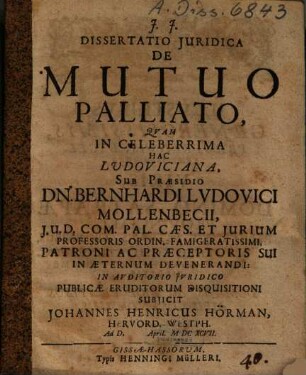 A. Diss. 6843
J. J.
DISSERTATIO JURIDICA
DE
MUTUO
PALLIATO,
QUAM
IN CELEBERRIMA
HAC
LVDOVICIANA,
SUB PRÆSIDIO
DN. BERNHARDI LVDOVICI
MOLLENBECII,
J.U.D. COM. PAL. CÆS. ET JURIUM
PROFESSORIS ORDIN. FAMIGERATISSIMI,
PATRONI AC PRÆCEPTORIS SUI
IN ÆTERNUM DEVENERANDI:
IN AUDITORIO JURIDICO
PUBLICÆ ERUDITORUM DISQUISITIONI
SUBJICIT
JOHANNES HENRICUS HÖRMAN,
HERVORD.-WESTPH.
Ad D. April. M DC XCVII.
GISSÆ-HASSORUM,
Typis HENNINGI MÜLLERI.
40.